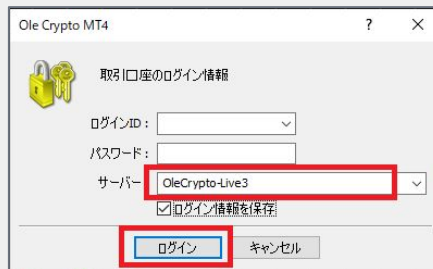 Ole Crypto MT4
取引口座のログイン情報
ログインID：
パスワード：
サーバー OleCrypto-Live3
ログイン情報を保存
ログイン キャンセル